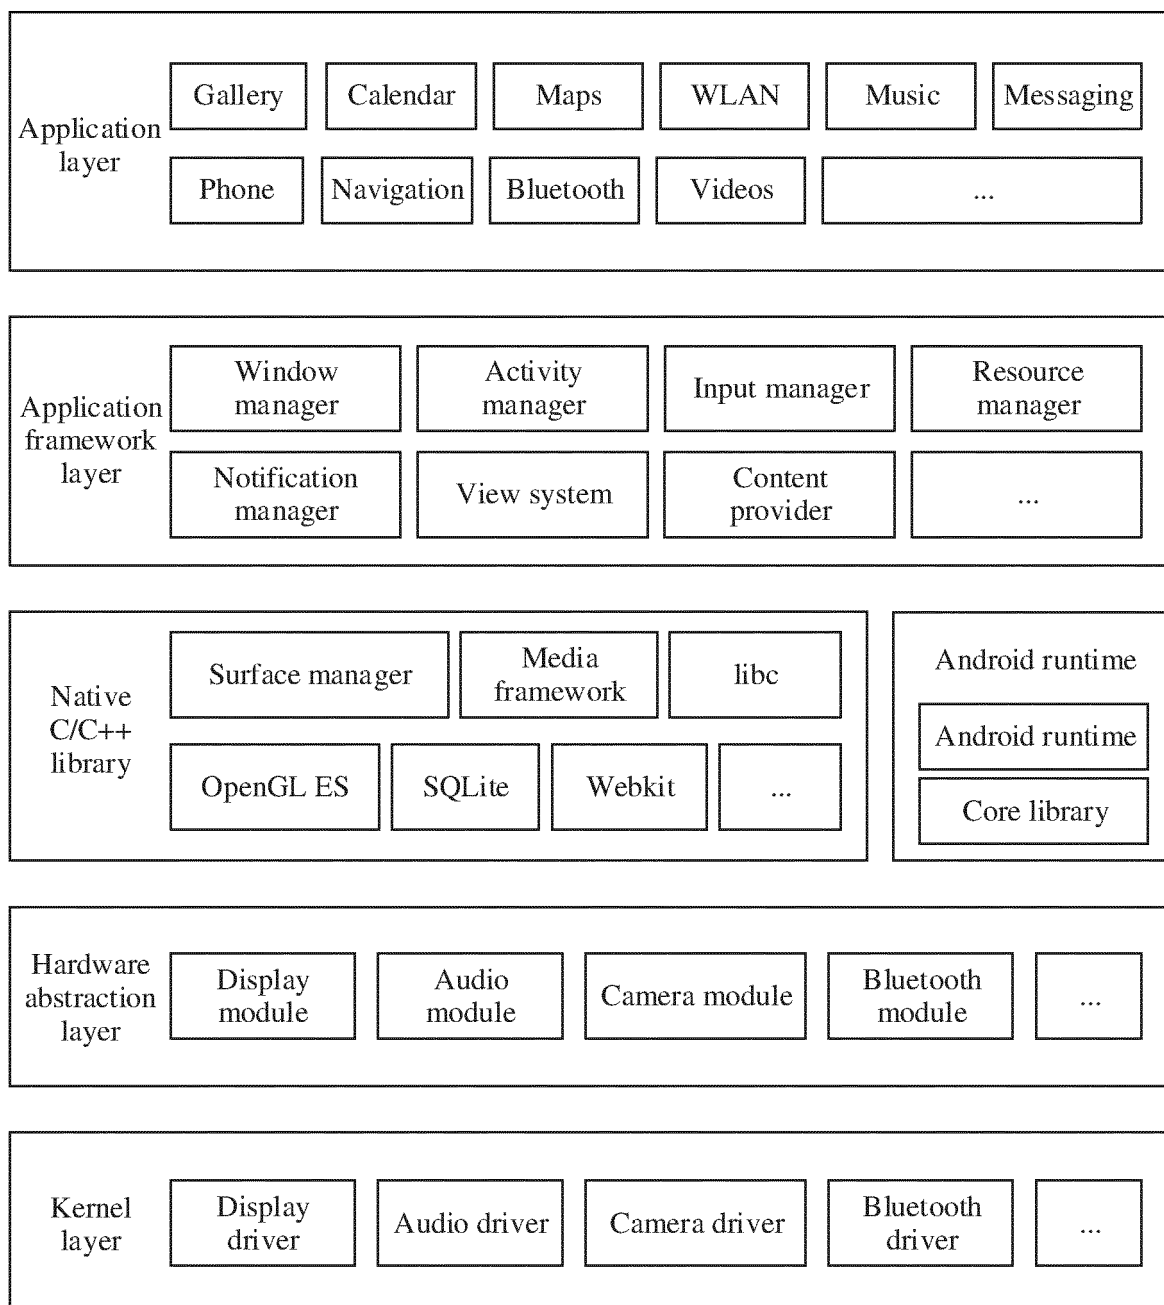 Application
layer
Gallery
Calendar
Maps
WLAN
Music
Messaging
Phone
Navigation
Bluetooth
Videos
...
Application
framework
layer
Window
manager
Activity
manager
Input manager
Resource
manager
Notification
manager
View system
Content
provider
...
Native
C/C++
library
Surface manager
Media
framework
libc
OpenGL ES
SQLite
Webkit
...
Android runtime
Android runtime
Core library
Hardware
abstraction
layer
Display
module
Audio
module
Camera module
Bluetooth
module
...
Kernel
layer
Display
driver
Audio driver
Camera driver
Bluetooth
driver
...